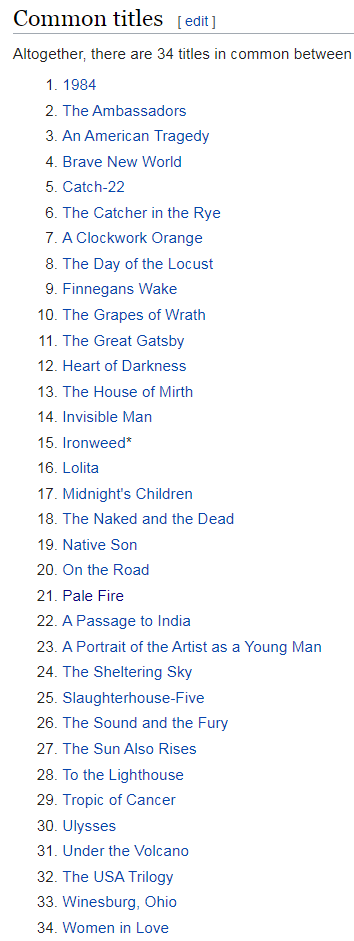 Common titles [ edit ]
Altogether, there are 34 titles in common between
1. 1984
2. The Ambassadors
3. An American Tragedy
4. Brave New World
5. Catch-22
6. The Catcher in the Rye
7. A Clockwork Orange
8. The Day of the Locust
9. Finnegans Wake
10. The Grapes of Wrath
11. The Great Gatsby
12. Heart of Darkness
13. The House of Mirth
14. Invisible Man
15. Ironweed*
16. Lolita
17. Midnight's Children
18. The Naked and the Dead
19. Native Son
20. On the Road
21. Pale Fire
22. A Passage to India
23. A Portrait of the Artist as a Young Man
24. The Sheltering Sky
25. Slaughterhouse-Five
26. The Sound and the Fury
27. The Sun Also Rises
28. To the Lighthouse
29. Tropic of Cancer
30. Ulysses
31. Under the Volcano
32. The USA Trilogy
33. Winesburg, Ohio
34. Women in Love